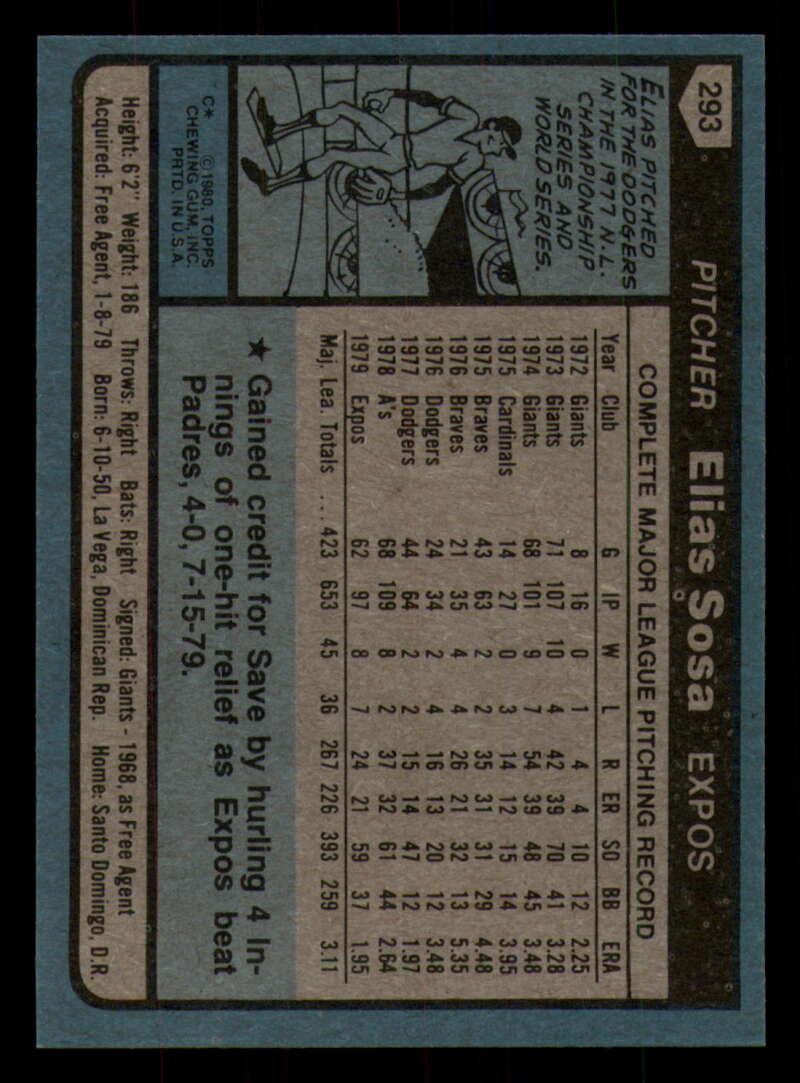 293
PITCHER Elias Sosa EXPOS
ELIAS PITCHED
FOR THE DODGERS
IN THE 1977 N.L.
CHAMPIONSHIP
SERIES AND
WORLD SERIES.
C* ©1980, TOPPS
CHEWING GUM, INC.
PRTD. IN U.S.A.
COMPLETE MAJOR LEAGUE PITCHING RECORD
Year Club G IP W L R ER SO BB ERA
1972 Giants 8 16 0 1 4 4 10 12 2.25
1973 Giants 71 107 10 4 42 39 70 41 3.28
1974 Giants 68 101 9 7 54 39 48 45 3.48
1975 Cardinals 14 27 0 3 14 12 15 14 3.95
1975 Braves 43 63 2 2 35 31 31 29 4.48
1976 Braves 21 35 4 4 26 21 32 13 5.35
1976 Dodgers 24 34 2 4 16 13 20 12 3.48
1977 Dodgers 44 64 2 2 15 14 47 12 1.97
1978 A's 68 109 8 2 37 32 61 44 2.64
1979 Expos 62 97 8 7 24 21 59 37 1.95
Maj. Lea. Totals ... 423 653 45 36 267 226 393 259 3.11
★ Gained credit for Save by hurling 4 In-
nings of one-hit relief as Expos beat
Padres, 4-0, 7-15-79.
Height: 6'2" Weight: 186 Throws: Right Bats: Right Signed: Giants - 1968, as Free Agent
Acquired: Free Agent, 1-8-79 Born: 6-10-50, La Vega, Dominican Rep. Home: Santo Domingo, D.R.